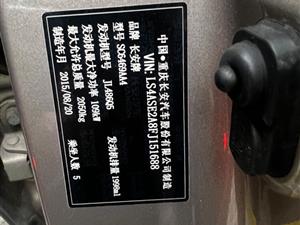 中国●重庆长安汽车股份有限公司制造
VIN: LS4ASE2A8FJ151688
品牌 长安牌
型号 SC6469AA4
发动机型号 JL486Q5
发动机排量 1998ml
发动机最大净功率 109kW
最大允许总质量 2050kg
制造年月 2015/08/20
乘坐人数 5